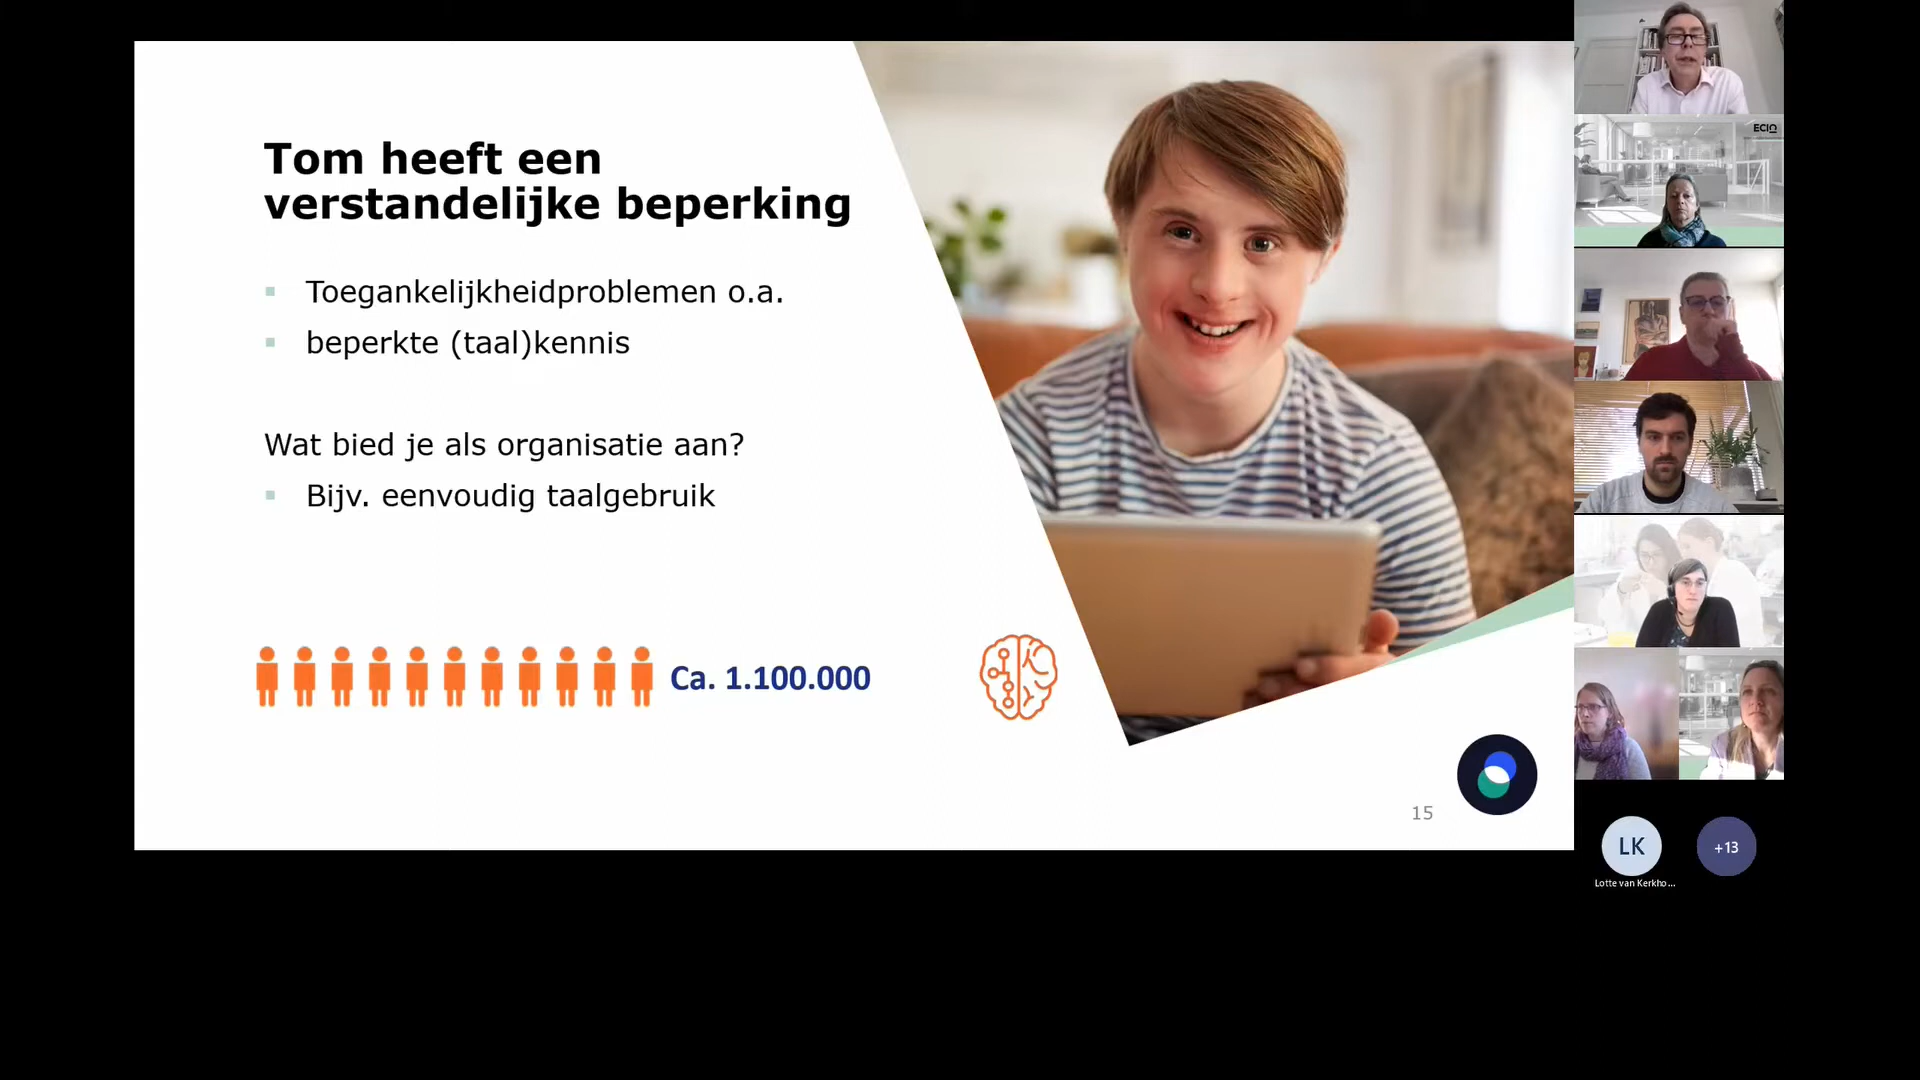 Tom heeft een
verstandelijke beperking
Toegankelijkheidproblemen o.a.
beperkte (taal)kennis
Wat bied je als organisatie aan?
Bijv. eenvoudig taalgebruik
Ca. 1.100.000
15
ECIO
LK
+13
Lotte van Kerkho...